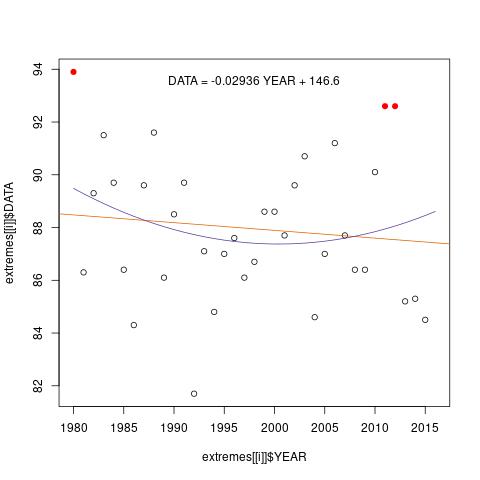 DATA = -0.02936 YEAR + 146.6
94
92
90
88
86
84
82
extremes[[i]]$DATA
1980 1985 1990 1995 2000 2005 2010 2015
extremes[[i]]$YEAR